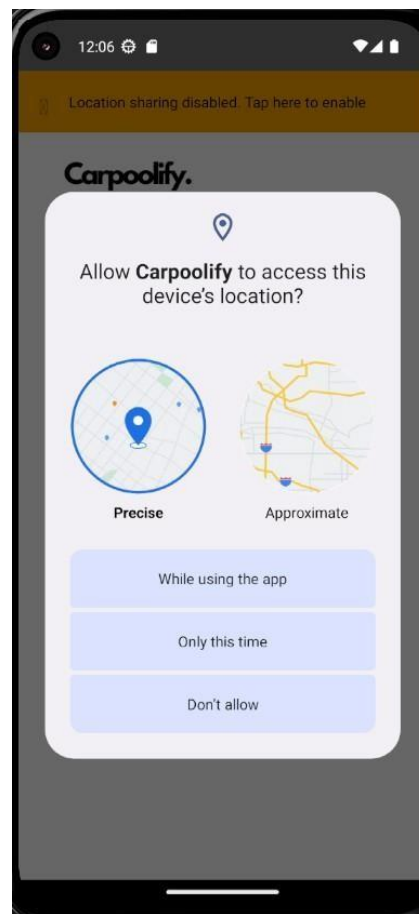 12:06
Location sharing disabled. Tap here to enable
Carpoolify.
Allow Carpoolify to access this
device's location?
Precise
Approximate
While using the app
Only this time
Don't allow